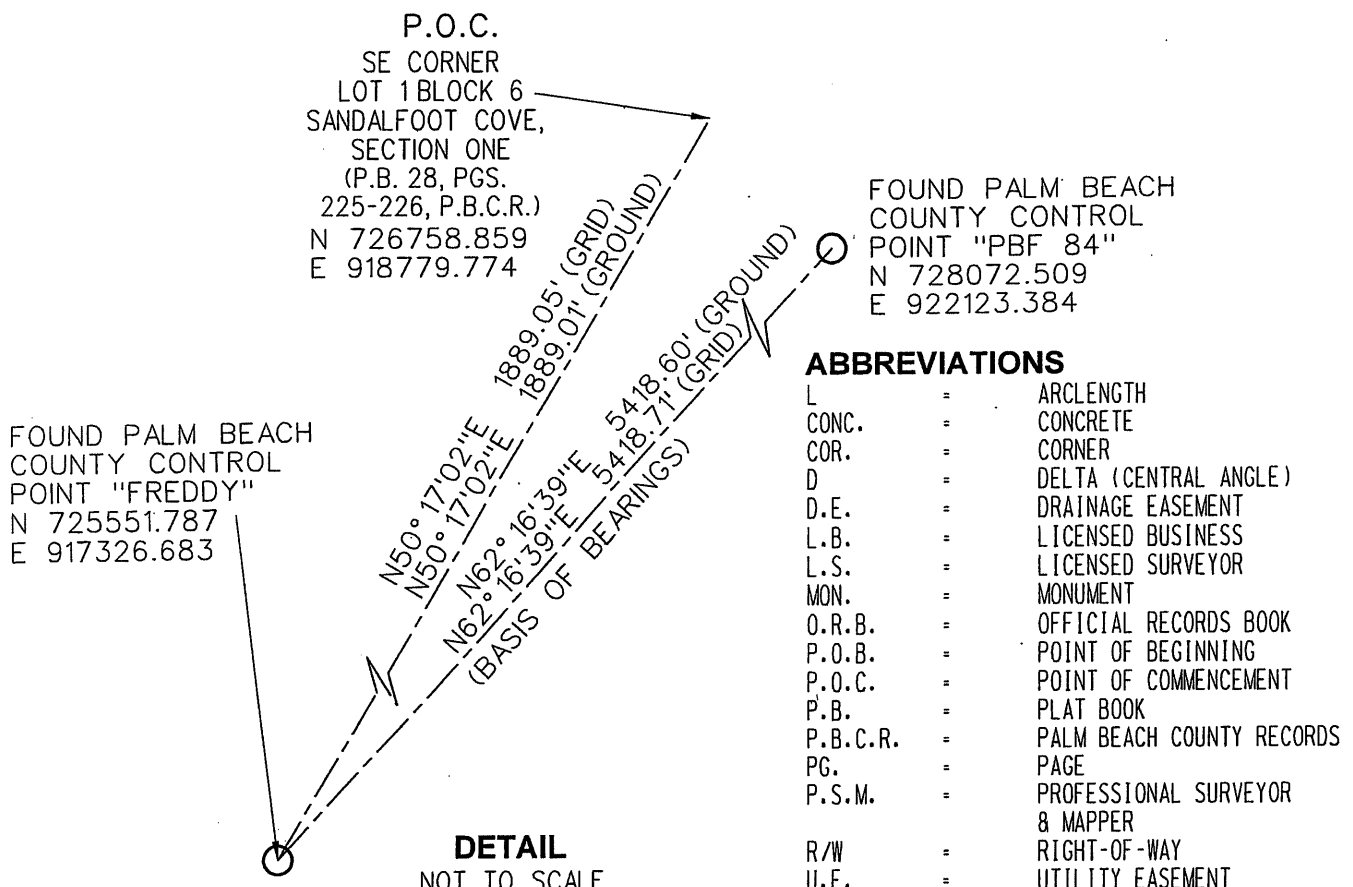 P.O.C.
SE CORNER
LOT 1 BLOCK 6
SANDALFOOT COVE,
SECTION ONE
(P.B. 28, PGS.
225-226, P.B.C.R.)
N 726758.859
E 918779.774
FOUND PALM BEACH
COUNTY CONTROL
POINT "PBF 84"
N 728072.509
E 922123.384
FOUND PALM BEACH
COUNTY CONTROL
POINT "FREDDY"
N 725551.787
E 917326.683
N50°17'02"E 1889.05' (GRID)
N50°17'02"E 1889.01' (GROUND)
N62°16'39"E 5418.60' (GROUND)
N62°16'39"E 5418.71' (GRID)
(BASIS OF BEARINGS)
ABBREVIATIONS
L = ARCLENGTH
CONC. = CONCRETE
COR. = CORNER
D = DELTA (CENTRAL ANGLE)
D.E. = DRAINAGE EASEMENT
L.B. = LICENSED BUSINESS
L.S. = LICENSED SURVEYOR
MON. = MONUMENT
O.R.B. = OFFICIAL RECORDS BOOK
P.O.B. = POINT OF BEGINNING
P.O.C. = POINT OF COMMENCEMENT
P.B. = PLAT BOOK
P.B.C.R. = PALM BEACH COUNTY RECORDS
PG. = PAGE
P.S.M. = PROFESSIONAL SURVEYOR
& MAPPER
R/W = RIGHT-OF-WAY
U.E. = UTILITY EASEMENT
DETAIL
NOT TO SCALE